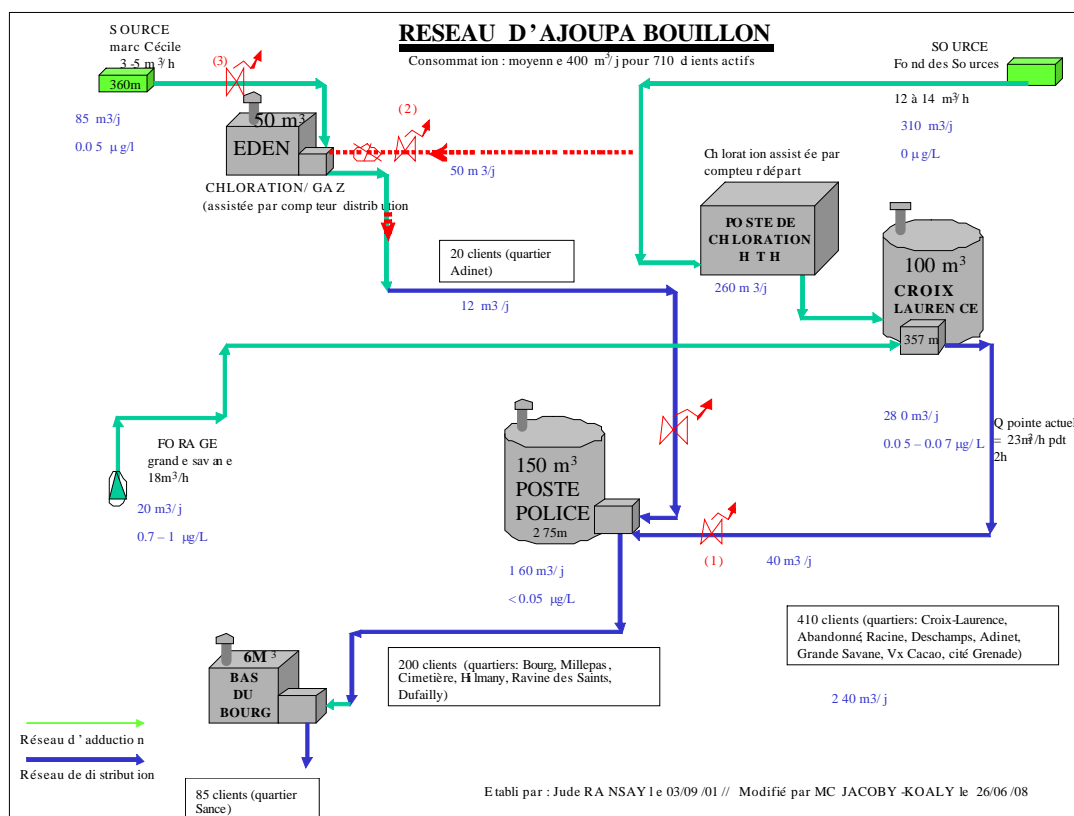 RESEAU D'AJOUPA BOUILLON
Consommation : moyenne 400 m³/j pour 710 clients actifs
SOURCE
marc Cécile
3-5 m³/h
360m
85 m3/j
0.05 µg/l
(3)
50 m³
EDEN
CHLORATION/GAZ
(assistée par compteur distribution
(2)
50 m3/j
SOURCE
Fond des Sources
12 à 14 m³/h
310 m3/j
0 µg/L
Chloration assistée par
compteur départ
POSTE DE
CHLORATION
HTH
260 m3/j
100 m³
CROIX
LAURENCE
357 m
20 clients (quartier
Adinet)
12 m3/j
FORAGE
grande savane
18m³/h
20 m3/j
0.7 – 1 µg/L
280 m3/j
0.05 – 0.07 µg/L
Q pointe actuel
= 23m³/h pdt
2h
150 m³
POSTE
POLICE
275m
(1)
40 m3/j
160 m3/j
<0.05 µg/L
410 clients (quartiers: Croix-Laurence,
Abandonné, Racine, Deschamps, Adinet,
Grande Savane, Vx Cacao, cité Grenade)
240 m3/j
200 clients (quartiers: Bourg, Millepas,
Cimetière, Hilmany, Ravine des Saints,
Dufailly)
6M³
BAS
DU
BOURG
85 clients (quartier
Sance)
Réseau d'adduction
Réseau de distribution
Etabli par : Jude RANSAY le 03/09/01 // Modifié par MC JACOBY-KOALY le 26/06/08